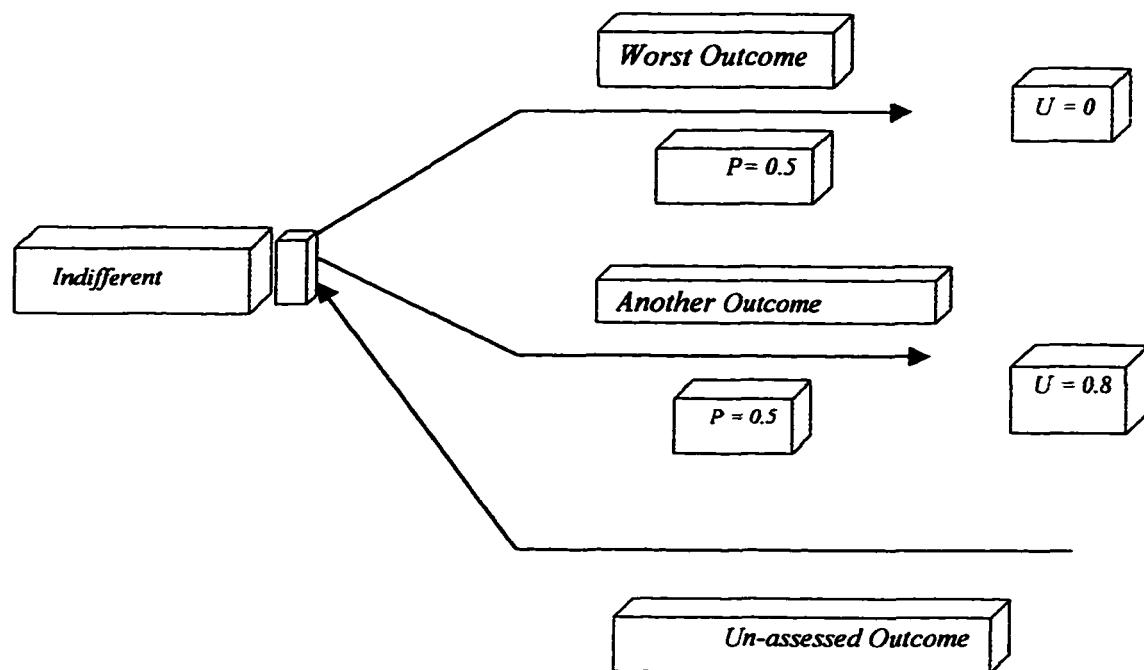 Worst Outcome
U = 0
P = 0.5
Indifferent
Another Outcome
U = 0.8
P = 0.5
Un-assessed Outcome